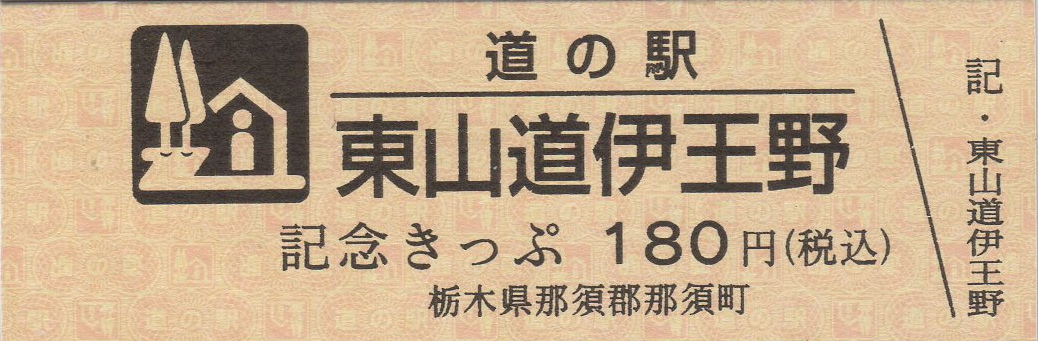 道の駅
東山道伊王野
記念きっぷ 180円(税込)
栃木県那須郡那須町
記・東山道伊王野